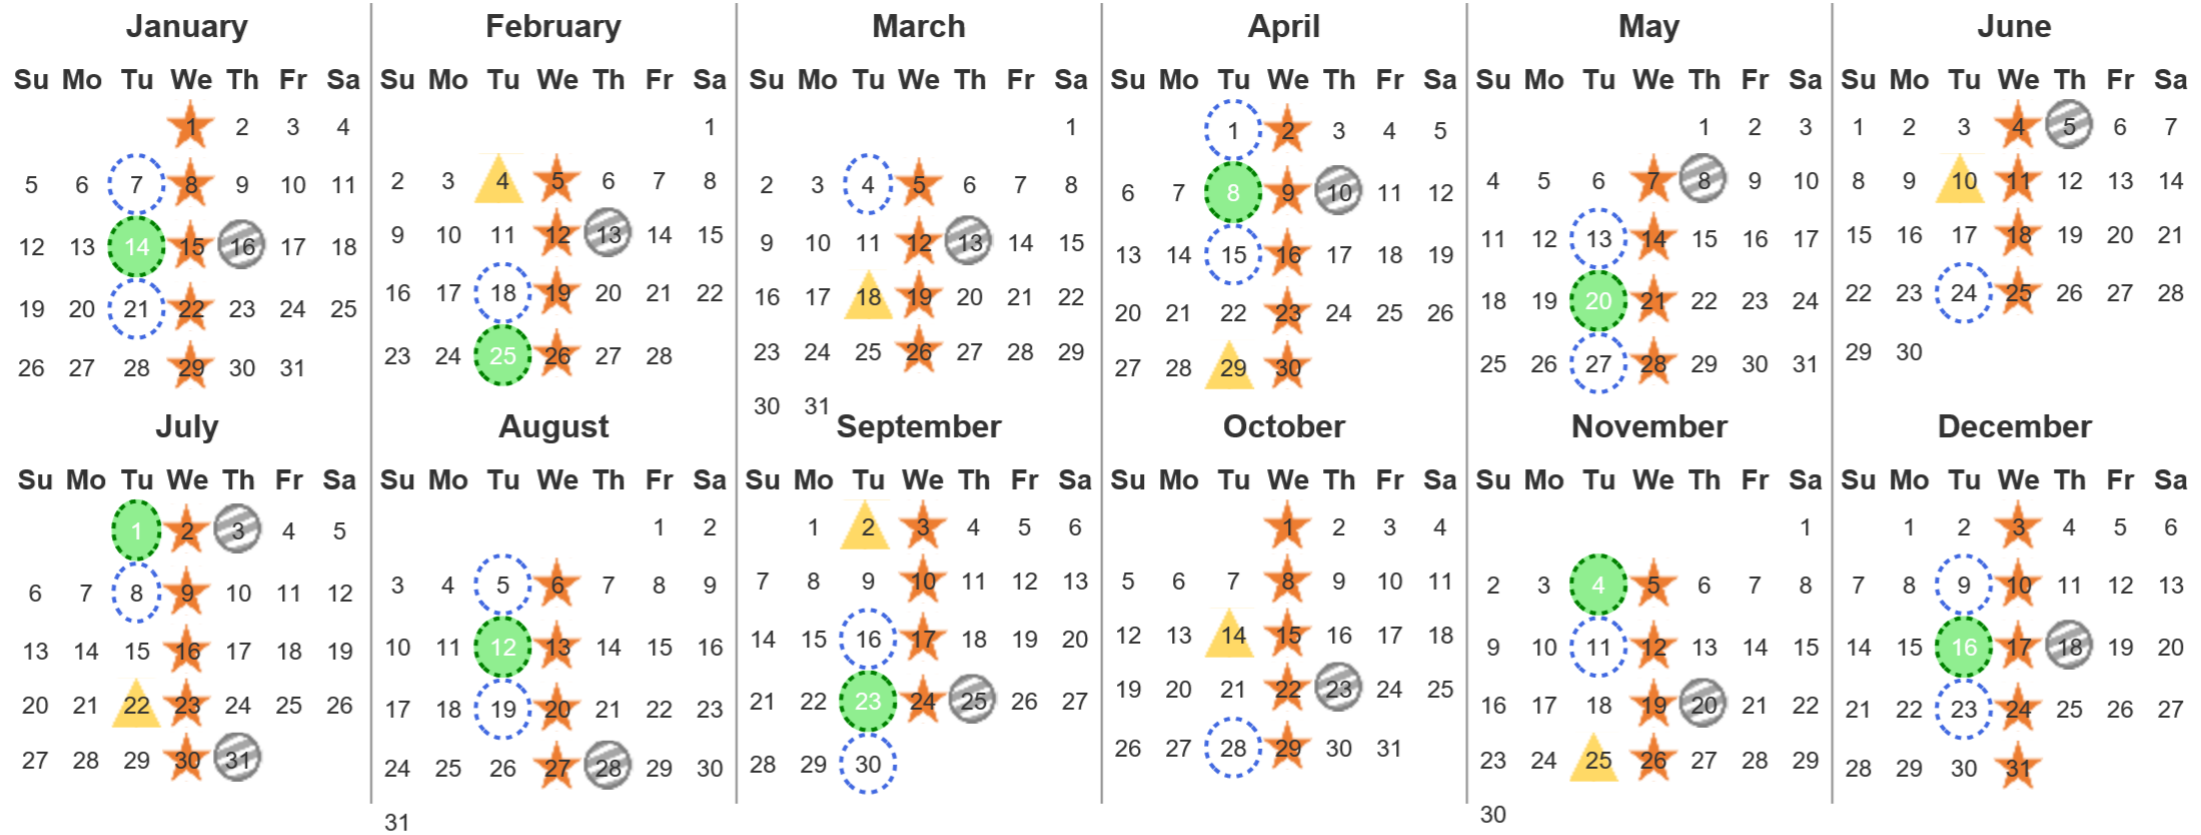 January February March April May June
Su Mo Tu We Th Fr Sa Su Mo Tu We Th Fr Sa Su Mo Tu We Th Fr Sa Su Mo Tu We Th Fr Sa Su Mo Tu We Th Fr Sa Su Mo Tu We Th Fr Sa
1 2 3 4 1 1 1 2 3 4 5 1 2 3 1 2 3 4 5 6 7
5 6 7 8 9 10 11 2 3 4 5 6 7 8 2 3 4 5 6 7 8 6 7 8 9 10 11 12 4 5 6 7 8 9 10 8 9 10 11 12 13 14
12 13 14 15 16 17 18 9 10 11 12 13 14 15 9 10 11 12 13 14 15 13 14 15 16 17 18 19 11 12 13 14 15 16 17 15 16 17 18 19 20 21
19 20 21 22 23 24 25 16 17 18 19 20 21 22 16 17 18 19 20 21 22 20 21 22 23 24 25 26 18 19 20 21 22 23 24 22 23 24 25 26 27 28
26 27 28 29 30 31 23 24 25 26 27 28 23 24 25 26 27 28 29 27 28 29 30 25 26 27 28 29 30 31 29 30
30 31
July August September October November December
Su Mo Tu We Th Fr Sa Su Mo Tu We Th Fr Sa Su Mo Tu We Th Fr Sa Su Mo Tu We Th Fr Sa Su Mo Tu We Th Fr Sa Su Mo Tu We Th Fr Sa
1 2 3 4 5 1 2 1 2 3 4 5 6 1 2 3 4 1 1 2 3 4 5 6
6 7 8 9 10 11 12 3 4 5 6 7 8 9 7 8 9 10 11 12 13 5 6 7 8 9 10 11 2 3 4 5 6 7 8 7 8 9 10 11 12 13
13 14 15 16 17 18 19 10 11 12 13 14 15 16 14 15 16 17 18 19 20 12 13 14 15 16 17 18 9 10 11 12 13 14 15 14 15 16 17 18 19 20
20 21 22 23 24 25 26 17 18 19 20 21 22 23 21 22 23 24 25 26 27 19 20 21 22 23 24 25 16 17 18 19 20 21 22 21 22 23 24 25 26 27
27 28 29 30 31 24 25 26 27 28 29 30 28 29 30 26 27 28 29 30 31 23 24 25 26 27 28 29 28 29 30 31
31 30